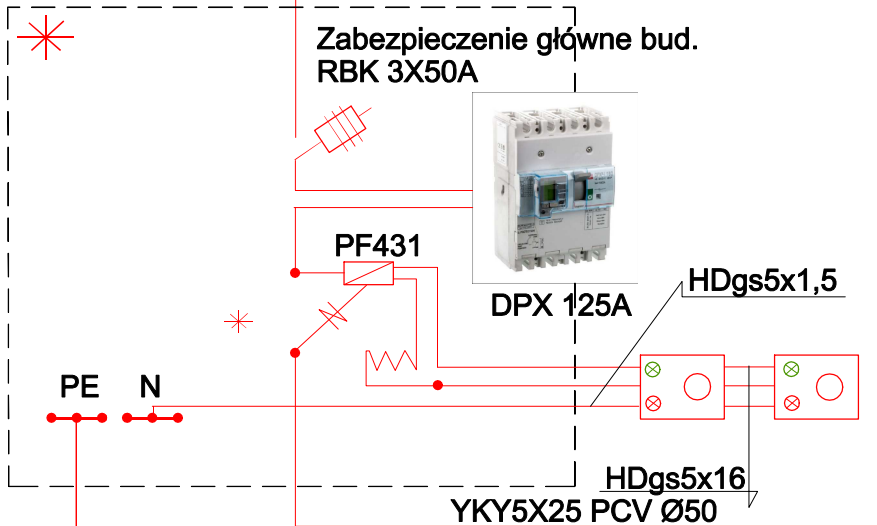 Zabezpieczenie główne bud.
RBK 3X50A
PF431
DPX 125A
HDgs5x1,5
PE
N
HDgs5x16
YKY5X25 PCV Ø50